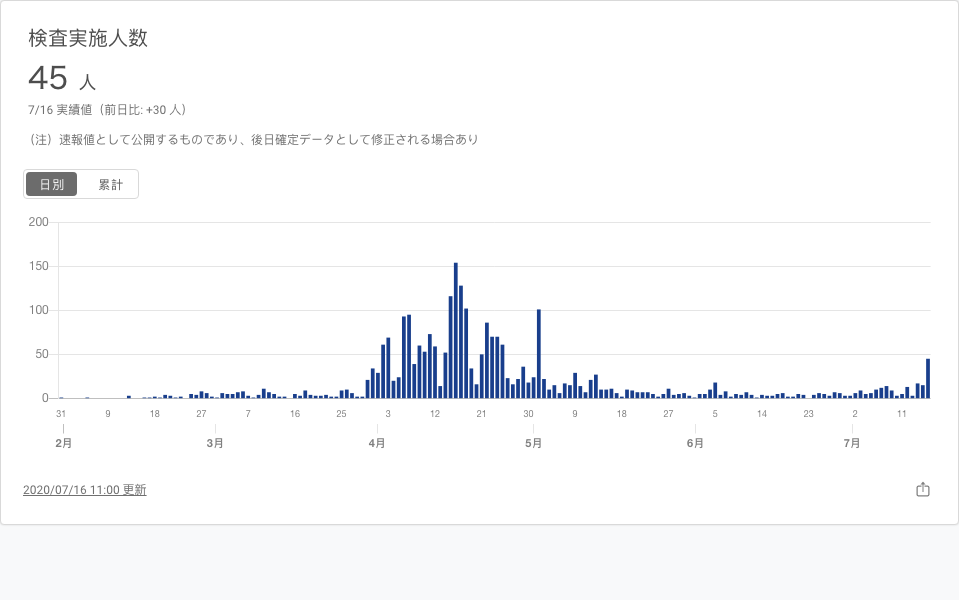 検査実施人数
45 人
7/16 実績値（前日比: +30 人）
（注）速報値として公開するものであり、後日確定データとして修正される場合あり
日別 累計
200
150
100
50
0
31 9 18 27 7 16 25 3 12 21 30 9 18 27 5 14 23 2 11
2月 3月 4月 5月 6月 7月
2020/07/16 11:00 更新